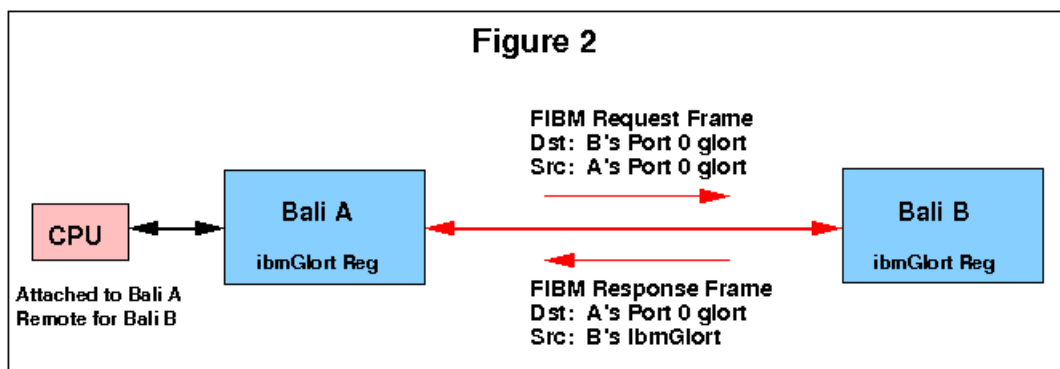 Figure 2
FIBM Request Frame
Dst: B's Port 0 glort
Src: A's Port 0 glort
CPU
Bali A
ibmGlort Reg
Bali B
ibmGlort Reg
Attached to Bali A
Remote for Bali B
FIBM Response Frame
Dst: A's Port 0 glort
Src: B's IbmGlort